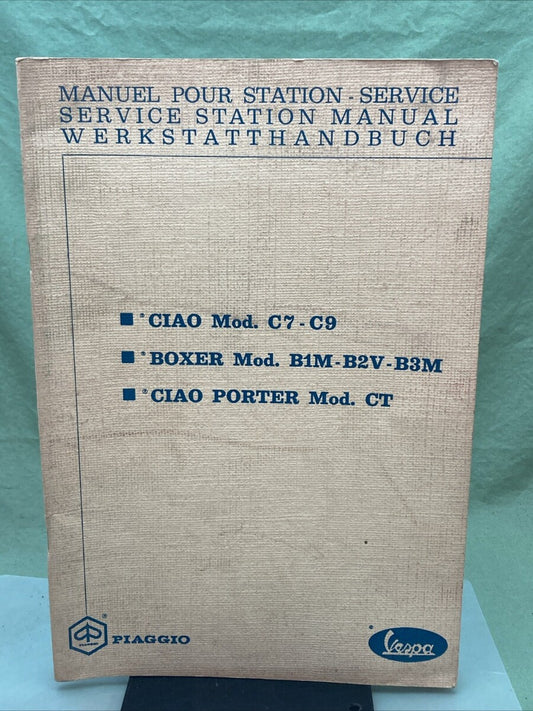 MANUEL POUR STATION - SERVICE
SERVICE STATION MANUAL
WERKSTATTHANDBUCH
■ ® CIAO Mod. C7 - C9
■ ® BOXER Mod. B1M - B2V - B3M
■ ® CIAO PORTER Mod. CT
® PIAGGIO
® Vespa